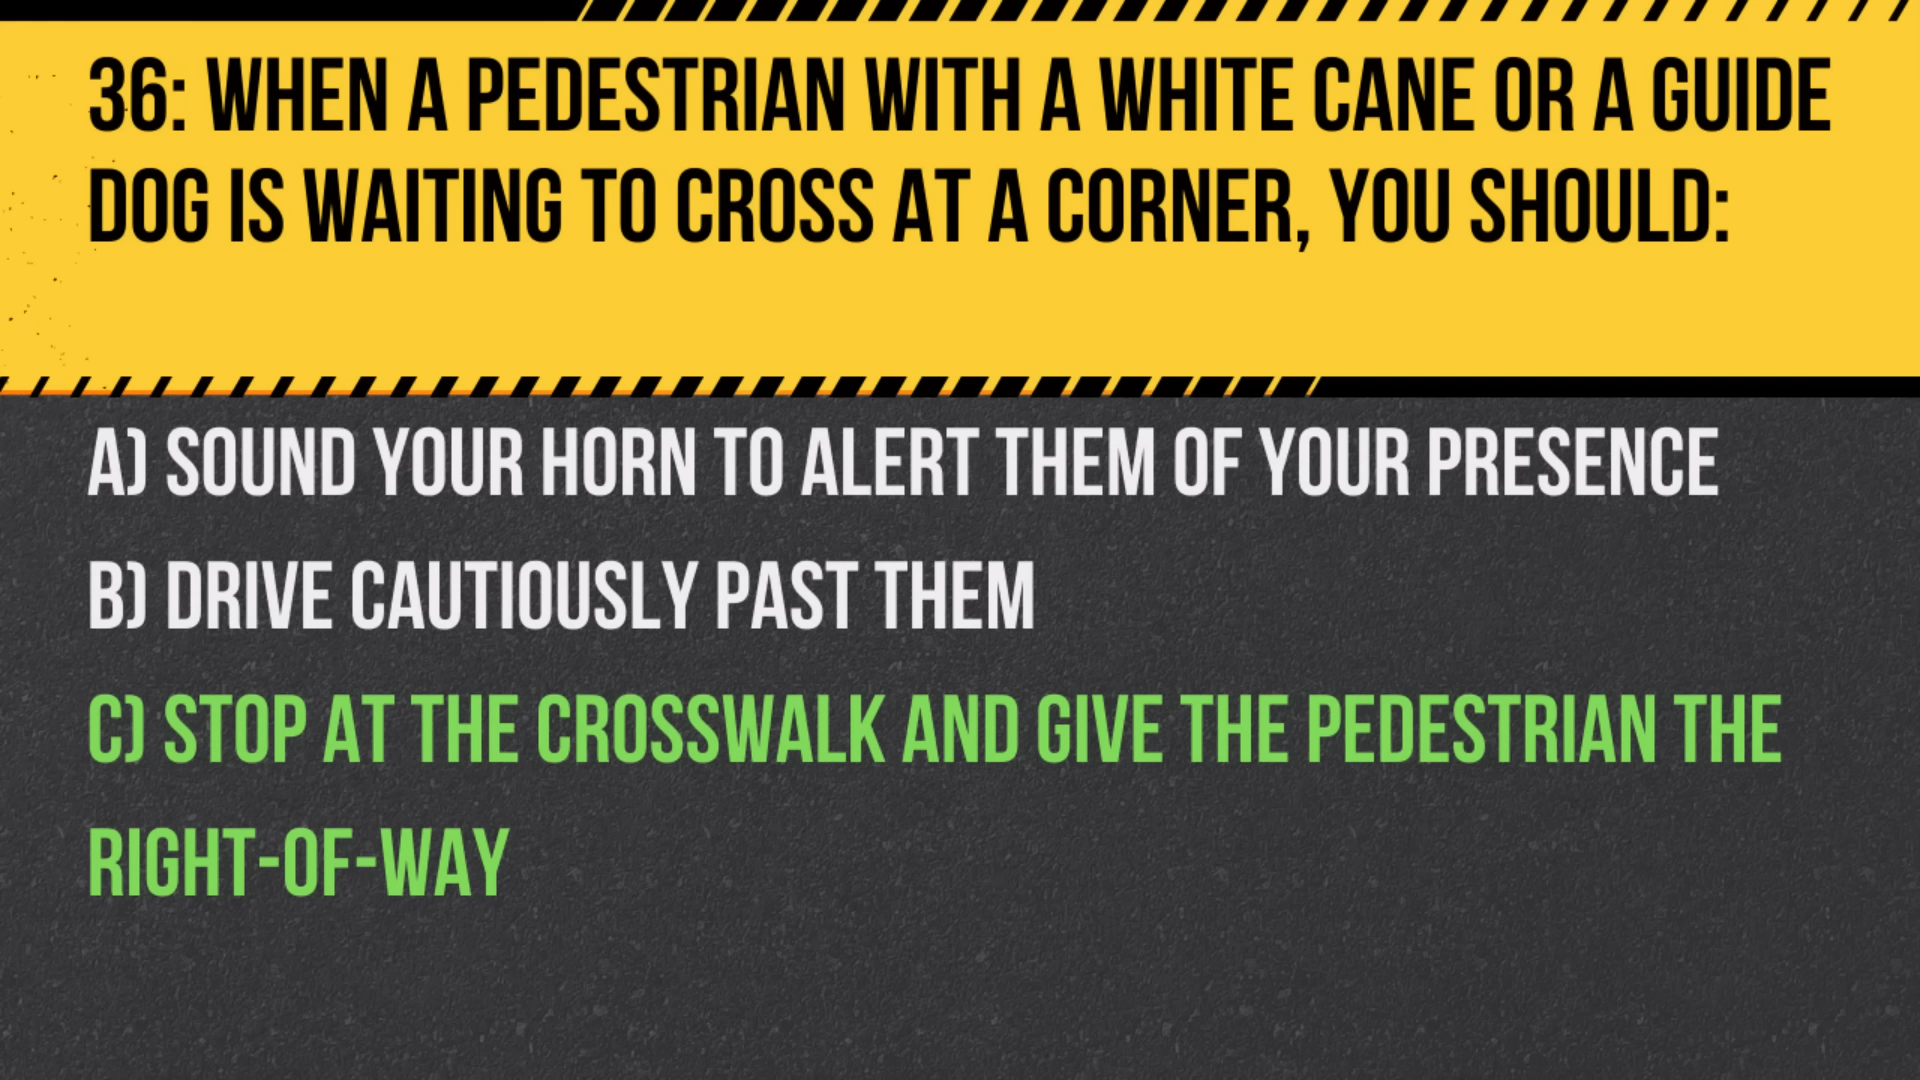 36: WHEN A PEDESTRIAN WITH A WHITE CANE OR A GUIDE
DOG IS WAITING TO CROSS AT A CORNER, YOU SHOULD:
A) SOUND YOUR HORN TO ALERT THEM OF YOUR PRESENCE
B) DRIVE CAUTIOUSLY PAST THEM
C) STOP AT THE CROSSWALK AND GIVE THE PEDESTRIAN THE
RIGHT-OF-WAY